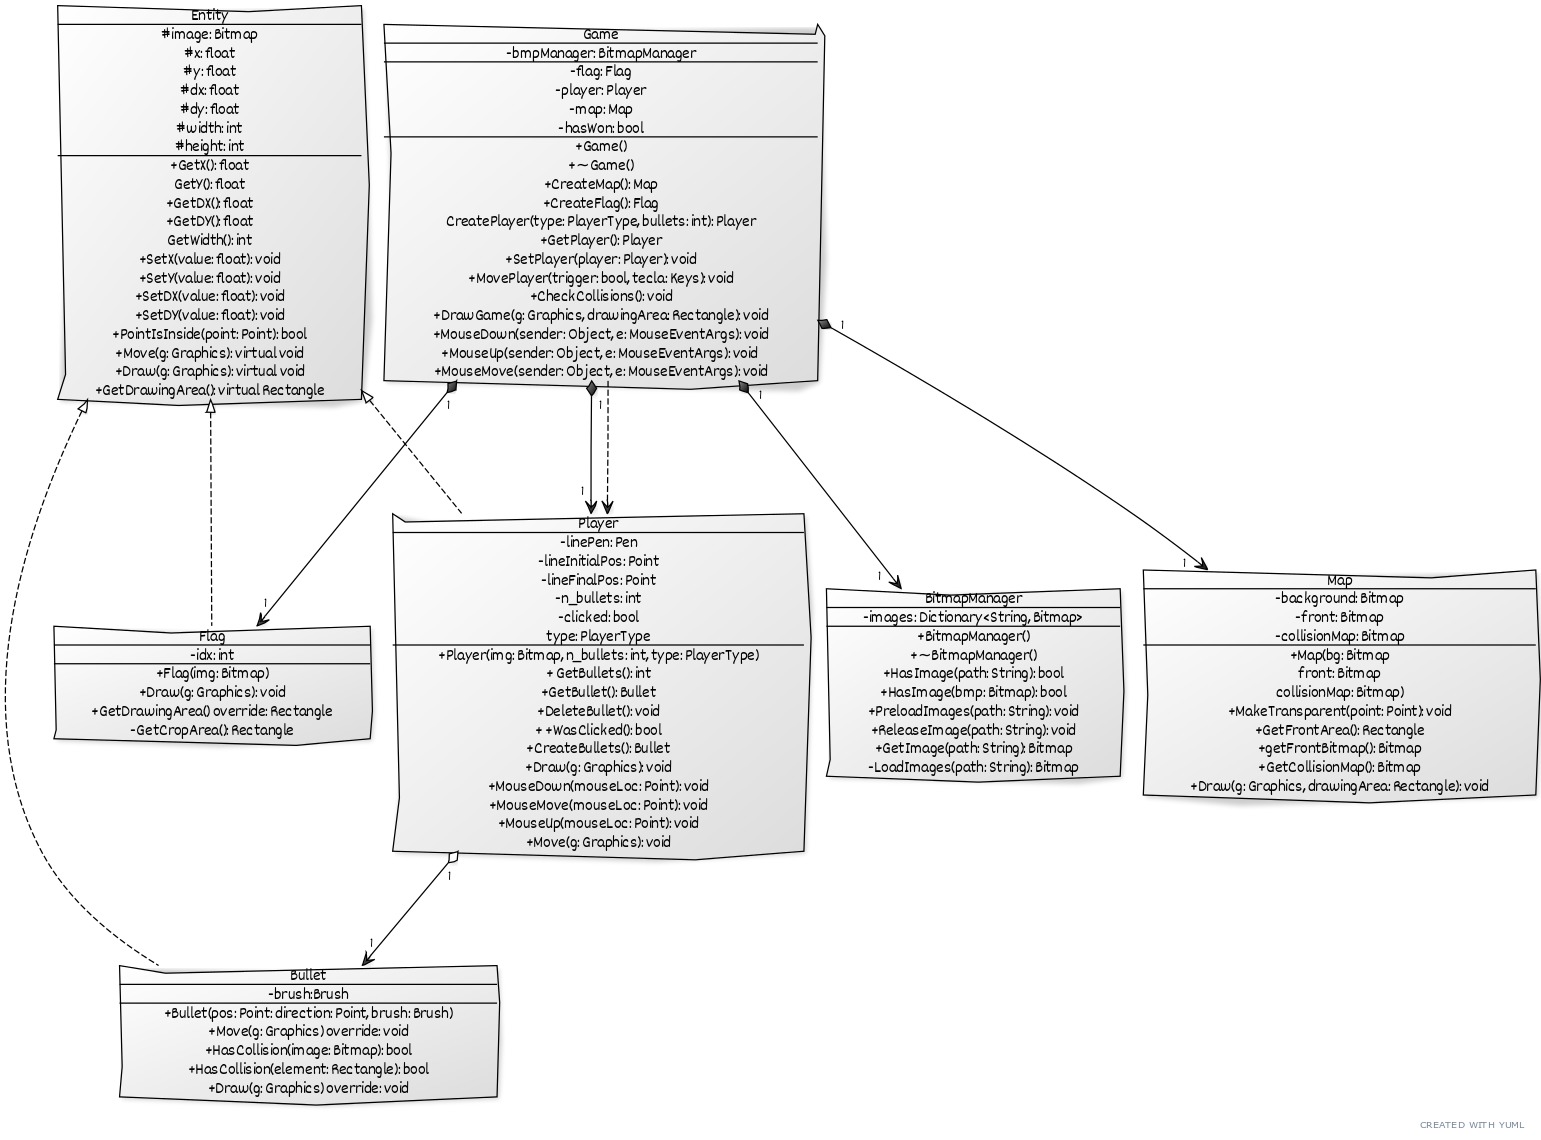 Entity
#image: Bitmap
#x: float
#y: float
#dx: float
#dy: float
#width: int
#height: int
+GetX(): float
GetY(): float
+GetDX(): float
+GetDY(): float
GetWidth(): int
+SetX(value: float): void
+SetY(value: float): void
+SetDX(value: float): void
+SetDY(value: float): void
+PointIsInside(point: Point): bool
+Move(g: Graphics): virtual void
+Draw(g: Graphics): virtual void
+GetDrawingArea(): virtual Rectangle
Game
-bmpManager: BitmapManager
-flag: Flag
-player: Player
-map: Map
-hasWon: bool
+Game()
+~Game()
+CreateMap(): Map
+CreateFlag(): Flag
CreatePlayer(type: PlayerType, bullets: int): Player
+GetPlayer(): Player
+SetPlayer(player: Player): void
+MovePlayer(trigger: bool, tecla: Keys): void
+CheckCollisions(): void
+DrawGame(g: Graphics, drawingArea: Rectangle): void
+MouseDown(sender: Object, e: MouseEventArgs): void
+MouseUp(sender: Object, e: MouseEventArgs): void
+MouseMove(sender: Object, e: MouseEventArgs): void
1
1
1
1
1
1
1
1
Flag
-idx: int
+Flag(img: Bitmap)
+Draw(g: Graphics): void
+GetDrawingArea() override: Rectangle
-GetCropArea(): Rectangle
Player
-linePen: Pen
-lineInitialPos: Point
-lineFinalPos: Point
-n_bullets: int
-clicked: bool
type: PlayerType
+Player(img: Bitmap, n_bullets: int, type: PlayerType)
+ GetBullets(): int
+GetBullet(): Bullet
+DeleteBullet(): void
+ +WasClicked(): bool
+CreateBullets(): Bullet
+Draw(g: Graphics): void
+MouseDown(mouseLoc: Point): void
+MouseMove(mouseLoc: Point): void
+MouseUp(mouseLoc: Point): void
+Move(g: Graphics): void
BitmapManager
-images: Dictionary<String, Bitmap>
+BitmapManager()
+~BitmapManager()
+HasImage(path: String): bool
+HasImage(bmp: Bitmap): bool
+PreloadImages(path: String): void
+ReleaseImage(path: String): void
+GetImage(path: String): Bitmap
-LoadImages(path: String): Bitmap
Map
-background: Bitmap
-front: Bitmap
-collisionMap: Bitmap
+Map(bg: Bitmap
front: Bitmap
collisionMap: Bitmap)
+MakeTransparent(point: Point): void
+GetFrontArea(): Rectangle
+getFrontBitmap(): Bitmap
+GetCollisionMap(): Bitmap
+Draw(g: Graphics, drawingArea: Rectangle): void
1
1
Bullet
-brush:Brush
+Bullet(pos: Point: direction: Point, brush: Brush)
+Move(g: Graphics) override: void
+HasCollision(image: Bitmap): bool
+HasCollision(element: Rectangle): bool
+Draw(g: Graphics) override: void
CREATED WITH YUML